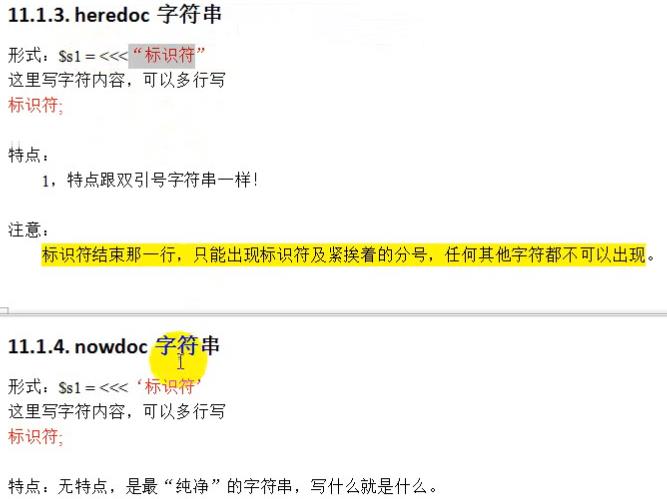 11.1.3. heredoc 字符串
形式：$s1 = <<<“标识符”
这里写字符内容，可以多行写
标识符;
特点：
1，特点跟双引号字符串一样！
注意：
标识符结束那一行，只能出现标识符及紧挨着的分号，任何其他字符都不可以出现。
11.1.4. nowdoc 字符串
形式：$s1 = <<< ‘标识符’
这里写字符内容，可以多行写
标识符;
特点：无特点，是最“纯净”的字符串，写什么就是什么。